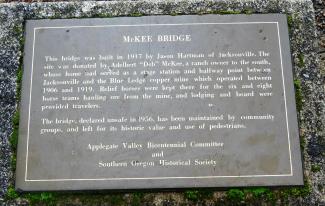 McKEE BRIDGE
This bridge was built in 1917 by Jason Hartman of Jacksonville. The
site was donated by Adelbert "Deb" McKee, a ranch owner to the south,
whose home had served as a stage station and halfway point between
Jacksonville and the Blue Ledge copper mine which operated between
1906 and 1919. Relief horses were kept there for the six and eight
horse teams hauling ore from the mine, and lodging and board were
provided travelers.
The bridge, declared unsafe in 1956, has been maintained by community
groups, and left for its historic value and use of pedestrians.
Applegate Valley Bicentennial Committee
and
Southern Oregon Historical Society